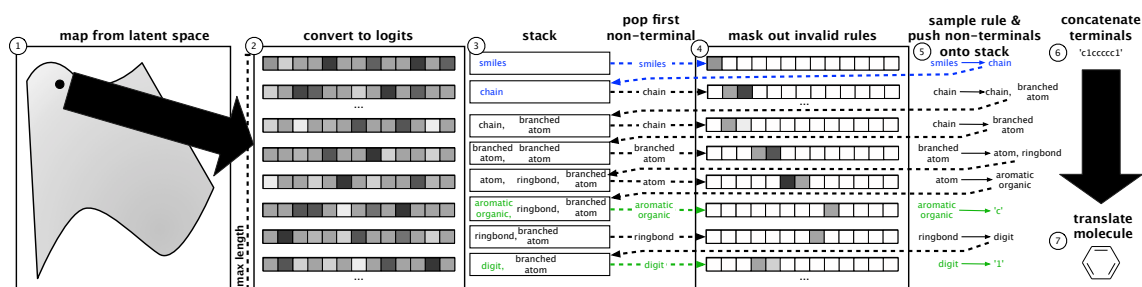 1
map from latent space
max length
2
convert to logits
...
...
3
stack
smiles
chain
chain, branched
atom
branched branched
atom, atom
atom, ringbond, branched
atom
aromatic
organic, ringbond, branched
atom
ringbond, branched
atom
digit, branched
atom
pop first
non-terminal
smiles
chain
chain
branched
atom
atom
aromatic
organic
ringbond
digit
4
mask out invalid rules
...
...
sample rule &
push non-terminals
onto stack
5
smiles chain
chain chain, branched
atom
chain branched
atom
branched
atom atom, ringbond
atom aromatic
organic
aromatic
organic 'c'
ringbond digit
digit '1'
concatenate
terminals
6
'c1ccccc1'
translate
molecule
7